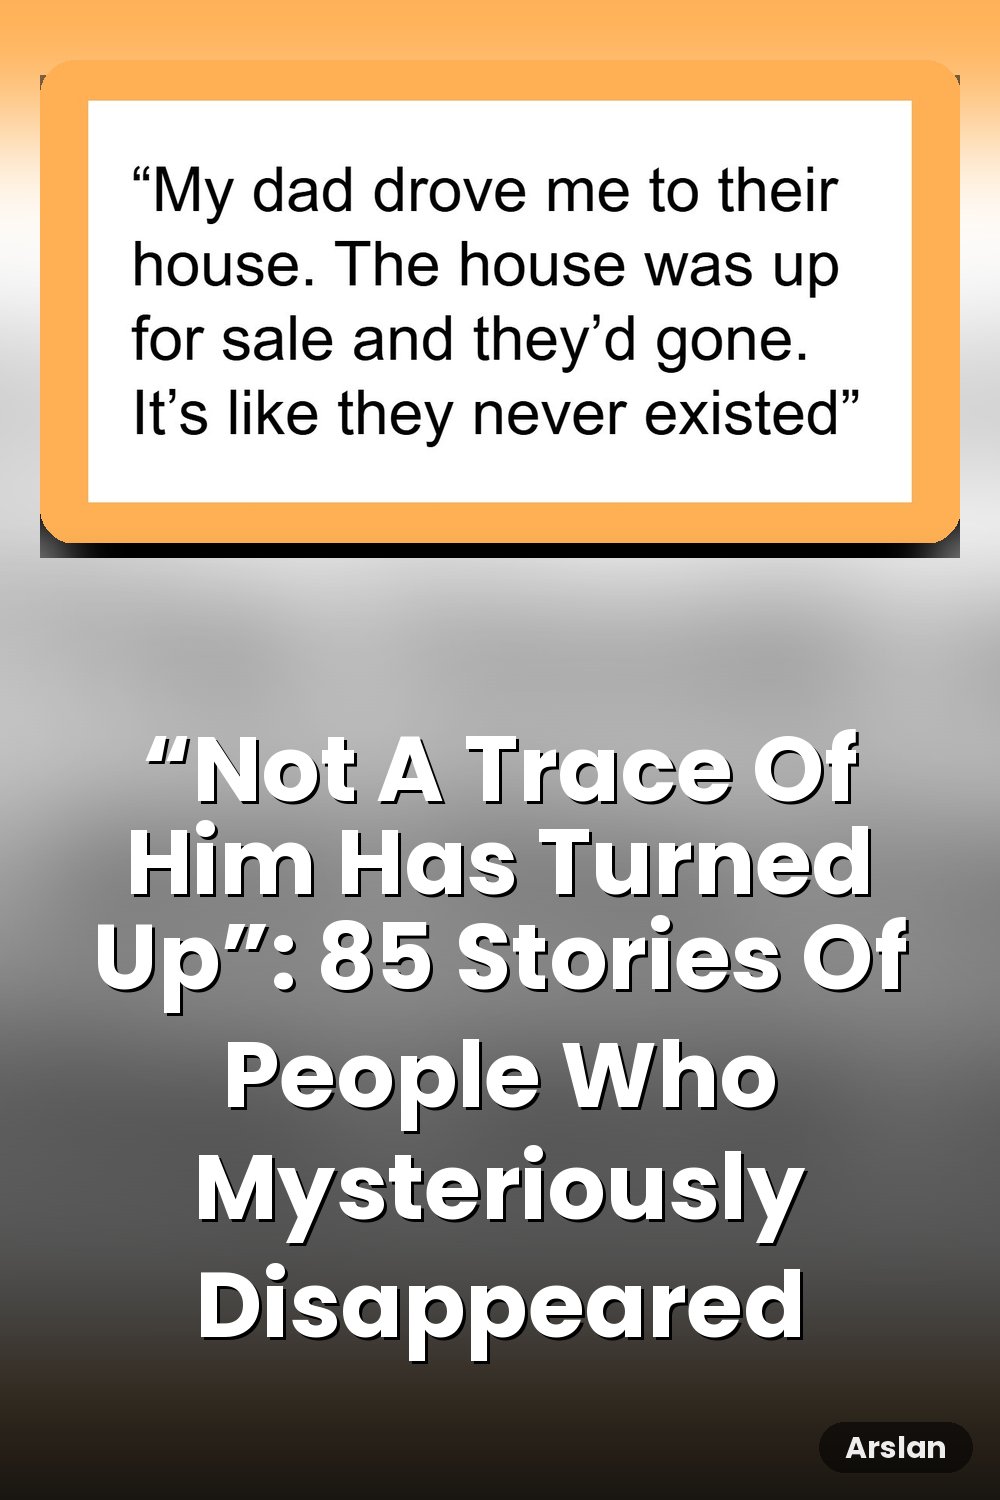 “My dad drove me to their
house. The house was up
for sale and they’d gone.
It’s like they never existed”
“Not A Trace Of
Him Has Turned
Up”: 85 Stories Of
People Who
Mysteriously
Disappeared
Arslan